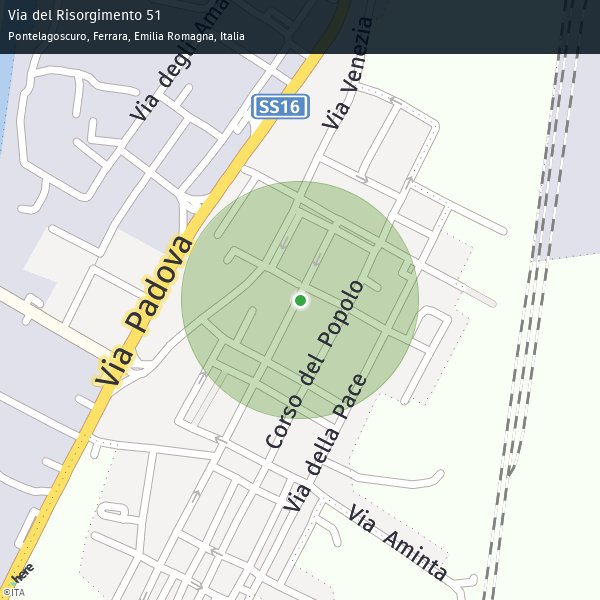 Via del Risorgimento 51
Pontelagoscuro, Ferrara, Emilia Romagna, Italia
Via degli Ama
Via Venezia
SS16
Via Padova
Corso del Popolo
Via della Pace
Via Aminta
here
©ITA